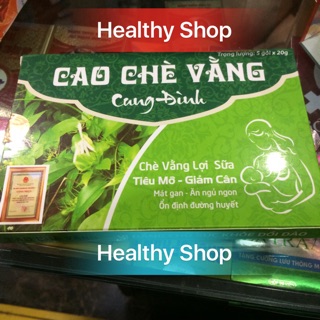 Healthy Shop
Trọng lượng: 5 gói x 20g
CAO CHÈ VẰNG
Cung Đình
Chè Vằng Lợi Sữa
Tiêu Mỡ - Giảm Cân
Mát gan - Ăn ngủ ngon
Ổn định đường huyết
Healthy Shop